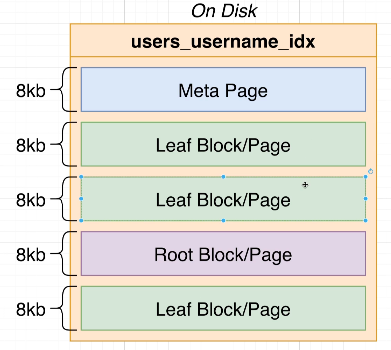 On Disk
users_username_idx
8kb Meta Page
8kb Leaf Block/Page
8kb Leaf Block/Page
8kb Root Block/Page
8kb Leaf Block/Page